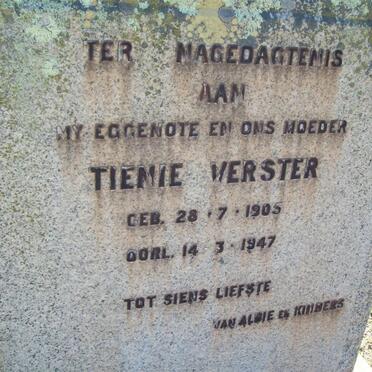 TER NAGEDAGTENIS
AAN
MY EGGENOTE EN ONS MOEDER
TIENIE VERSTER
GEB. 28 · 7 · 1905
OORL. 14 · 3 · 1947
TOT SIENS LIEFSTE
VAN ALBIE EN KINDERS